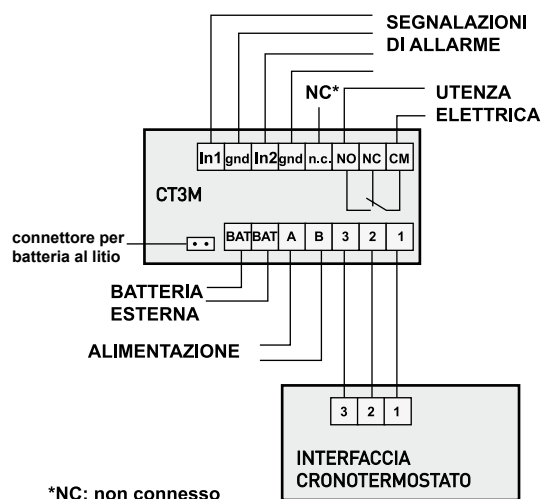 SEGNALAZIONI
DI ALLARME
NC*
UTENZA
ELETTRICA
In1 gnd In2 gnd n.c. NO NC CM
CT3M
connettore per
batteria al litio
BAT BAT A B 3 2 1
BATTERIA
ESTERNA
ALIMENTAZIONE
3 2 1
INTERFACCIA
CRONOTERMOSTATO
*NC: non connesso